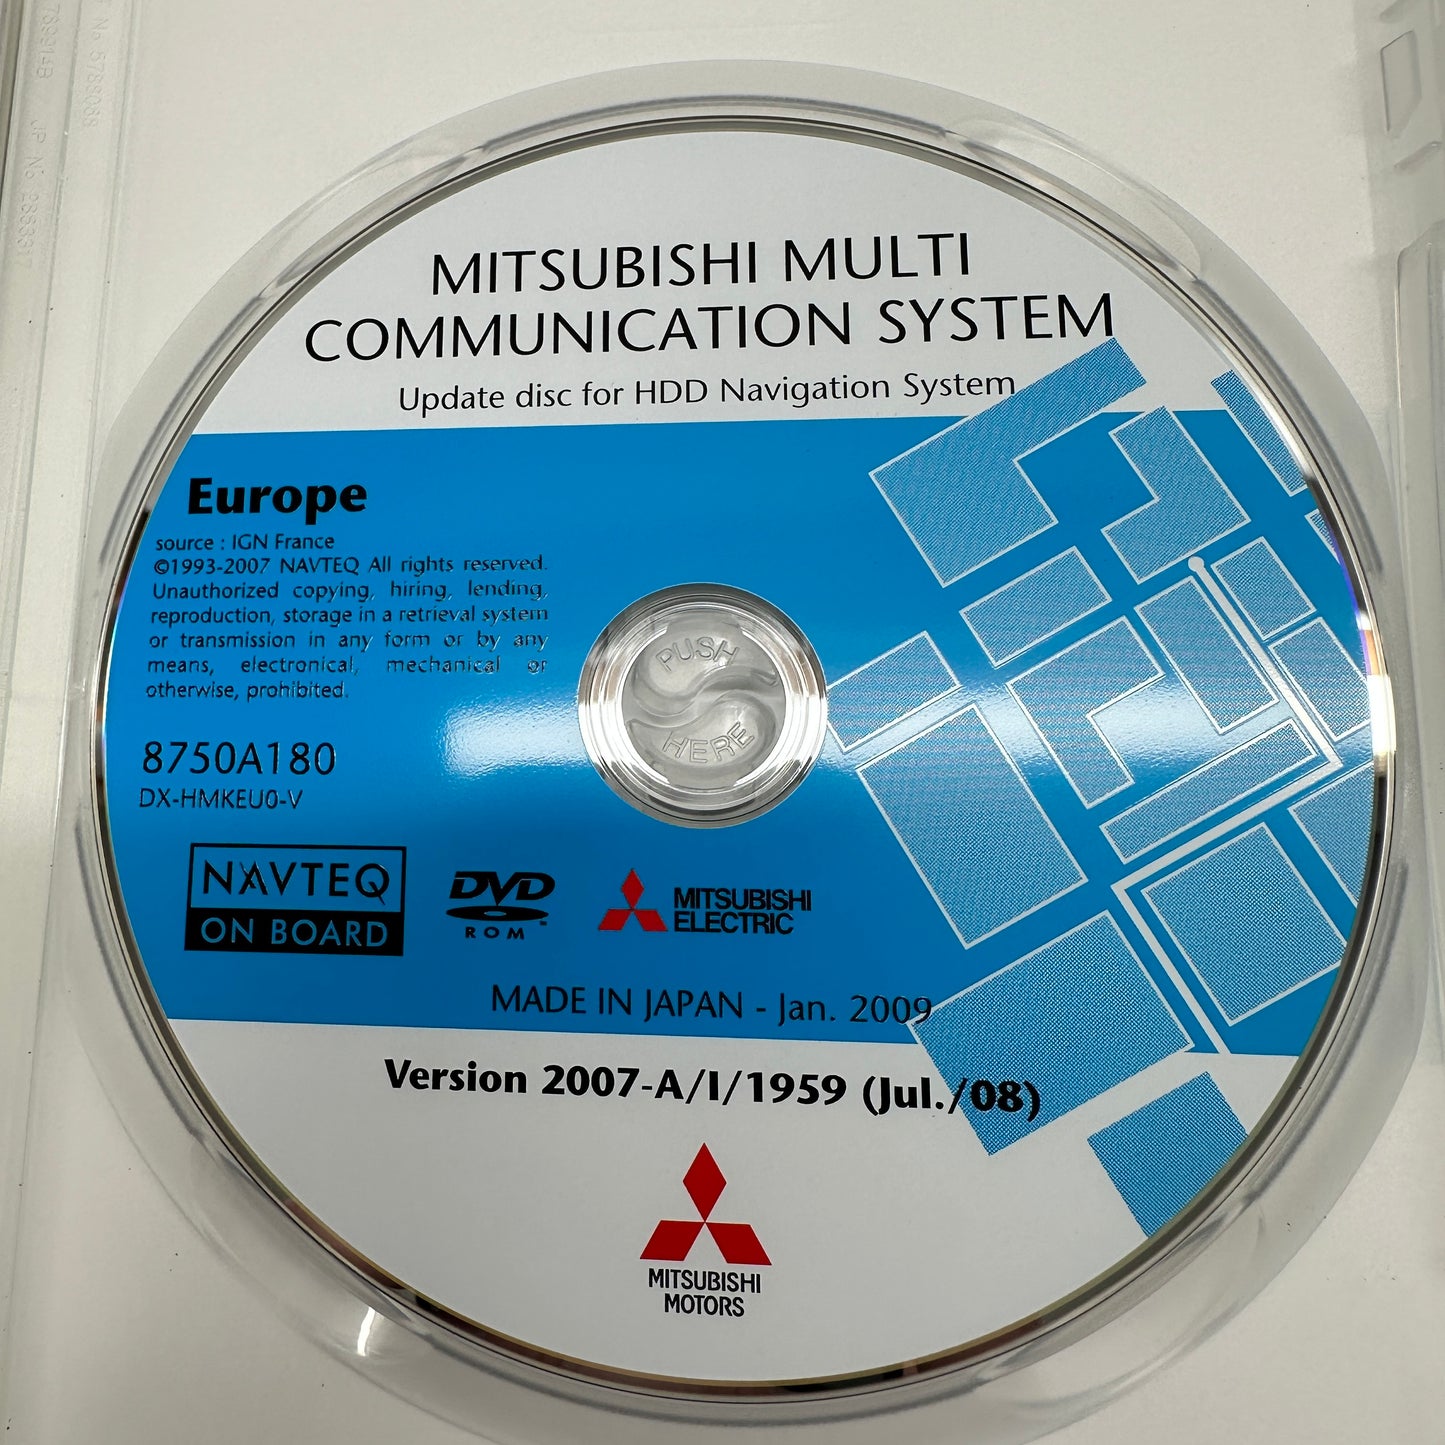 MITSUBISHI MULTI
COMMUNICATION SYSTEM
Update disc for HDD Navigation System
Europe
source : IGN France
©1993-2007 NAVTEQ All rights reserved.
Unauthorized copying, hiring, lending,
reproduction, storage in a retrieval system
or transmission in any form or by any
means, electronical, mechanical or
otherwise, prohibited.
8750A180
DX-HMKEU0-V
PUSH
HERE
NAVTEQ
ON BOARD
DVD
ROM
MITSUBISHI
ELECTRIC
MADE IN JAPAN - Jan. 2009
Version 2007-A/I/1959 (Jul./08)
MITSUBISHI
MOTORS